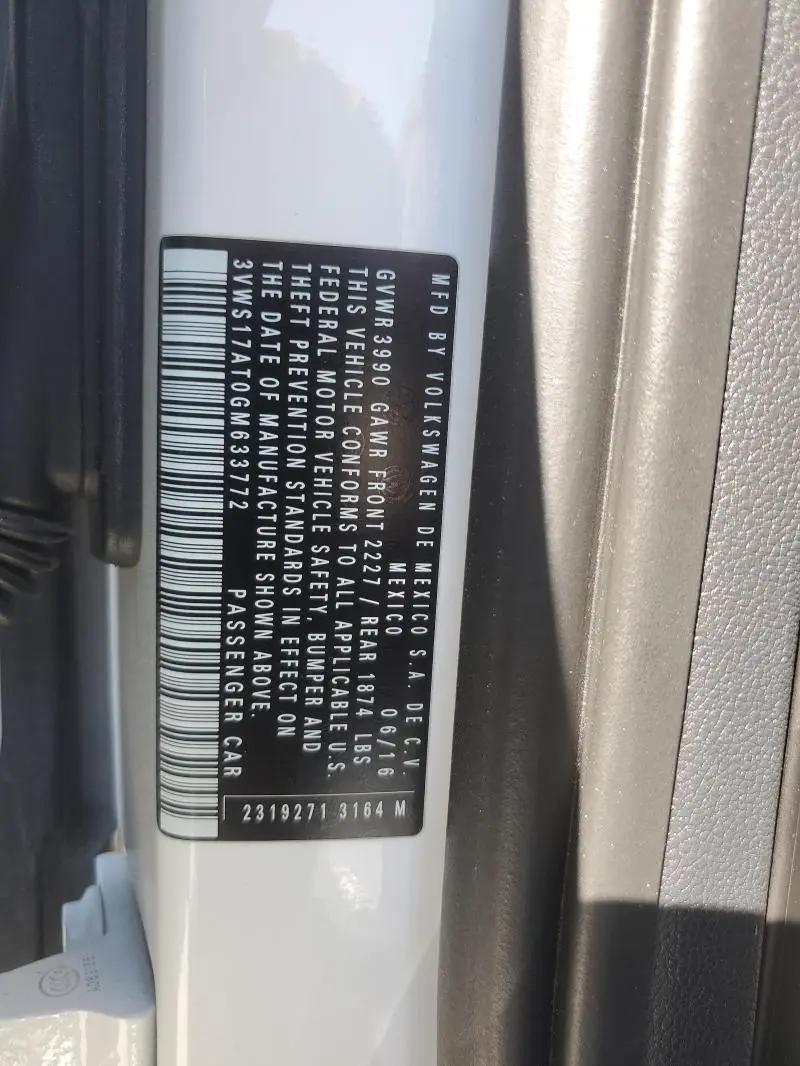 MFD BY VOLKSWAGEN DE MEXICO S.A. DE C.V.
MEXICO 06/16
GVWR 3990 GAWR FRONT 2227 / REAR 1874 LBS
THIS VEHICLE CONFORMS TO ALL APPLICABLE U.S.
FEDERAL MOTOR VEHICLE SAFETY, BUMPER AND
THEFT PREVENTION STANDARDS IN EFFECT ON
THE DATE OF MANUFACTURE SHOWN ABOVE.
3VWS17AT0GM633772 PASSENGER CAR
2319271 3164 M